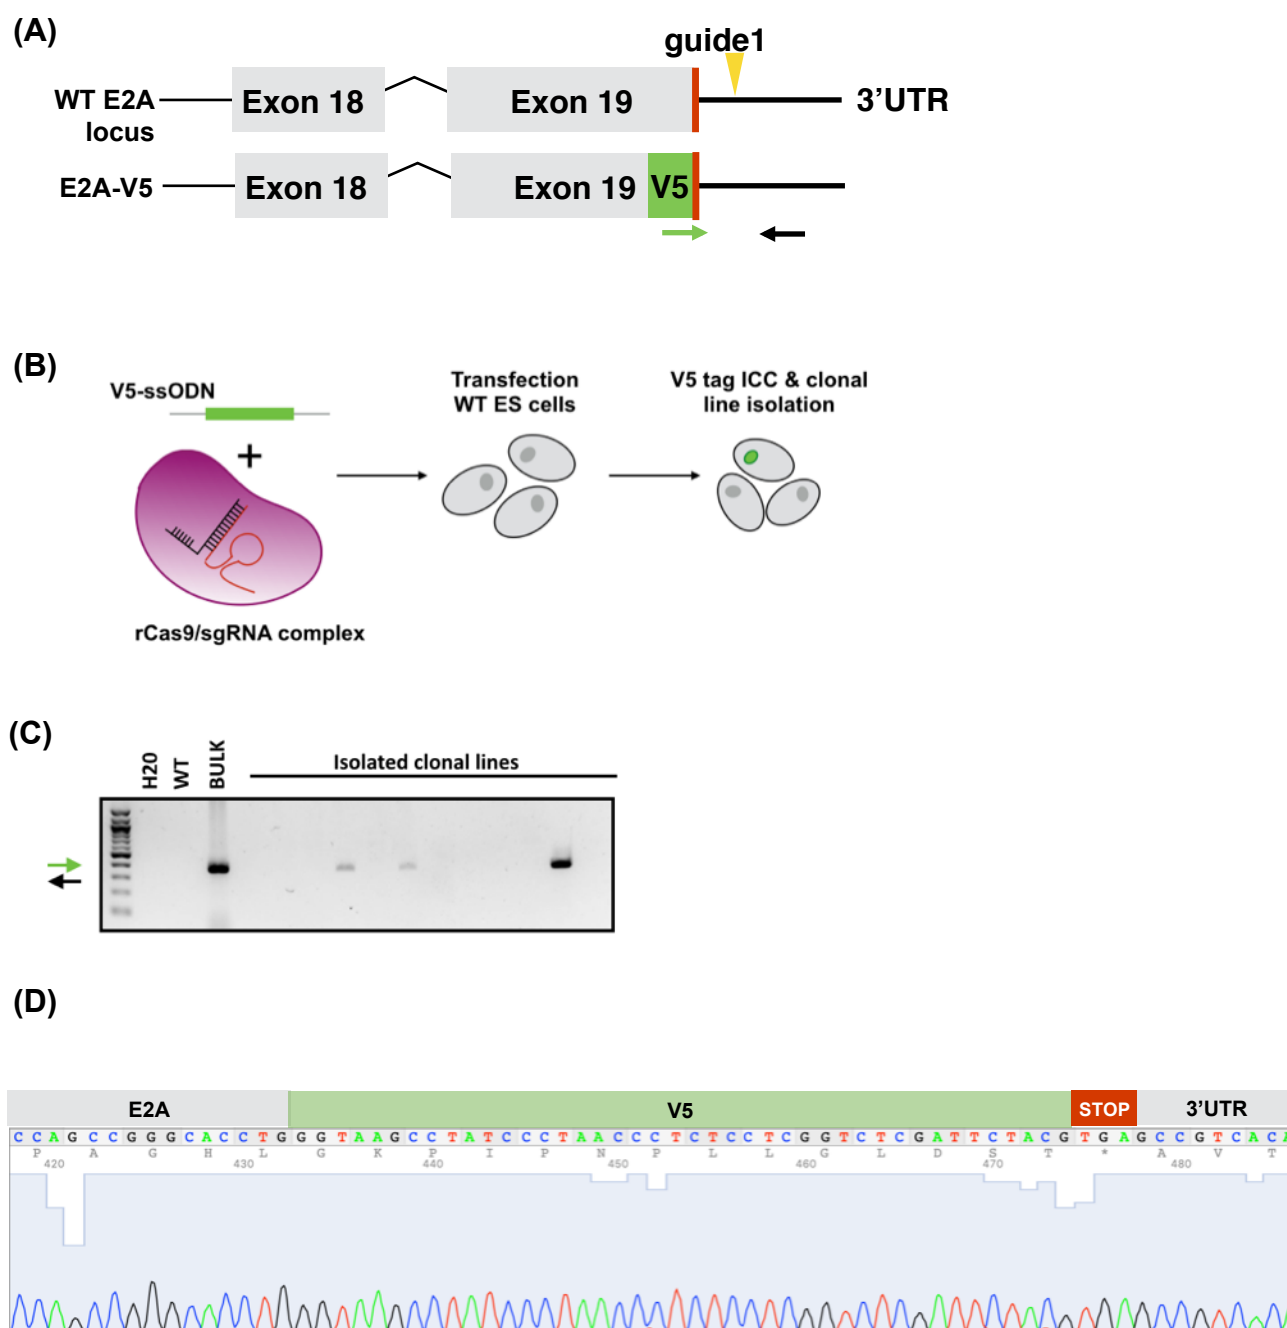 (A)
guide1
WT E2A
locus
Exon 18
Exon 19
3'UTR
E2A-V5
Exon 18
Exon 19
V5
(B)
V5-ssODN
+
rCas9/sgRNA complex
Transfection
WT ES cells
V5 tag ICC & clonal
line isolation
(C)
H20
WT
BULK
Isolated clonal lines
(D)
E2A V5 STOP 3'UTR
C C A G C C G G G C A C C T G G G T A A G C C T A T C C C T A A C C C T C T C C T C G G T C T C G A T T C T A C G T G A G C C G T C A C A
P A G H L G K P I P N P L L G L D S T * A V T
420 430 440 450 460 470 480